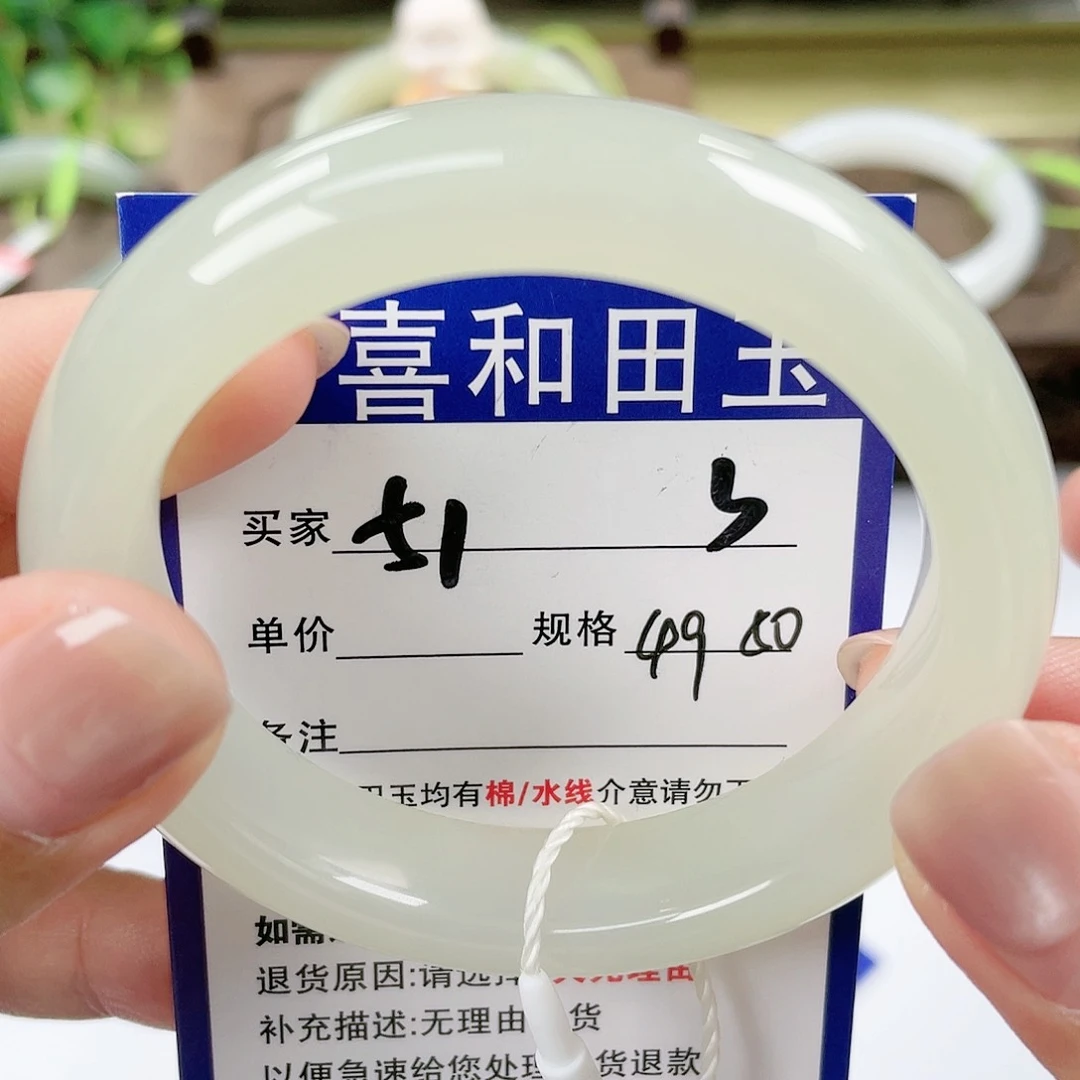 喜和田玉
买家 51
单价 规格 49
备注
玉均有棉/水线介意请勿
如需
退货原因:请选择 理由
补充描述:无理由 货
以便急速给您处理 货退款